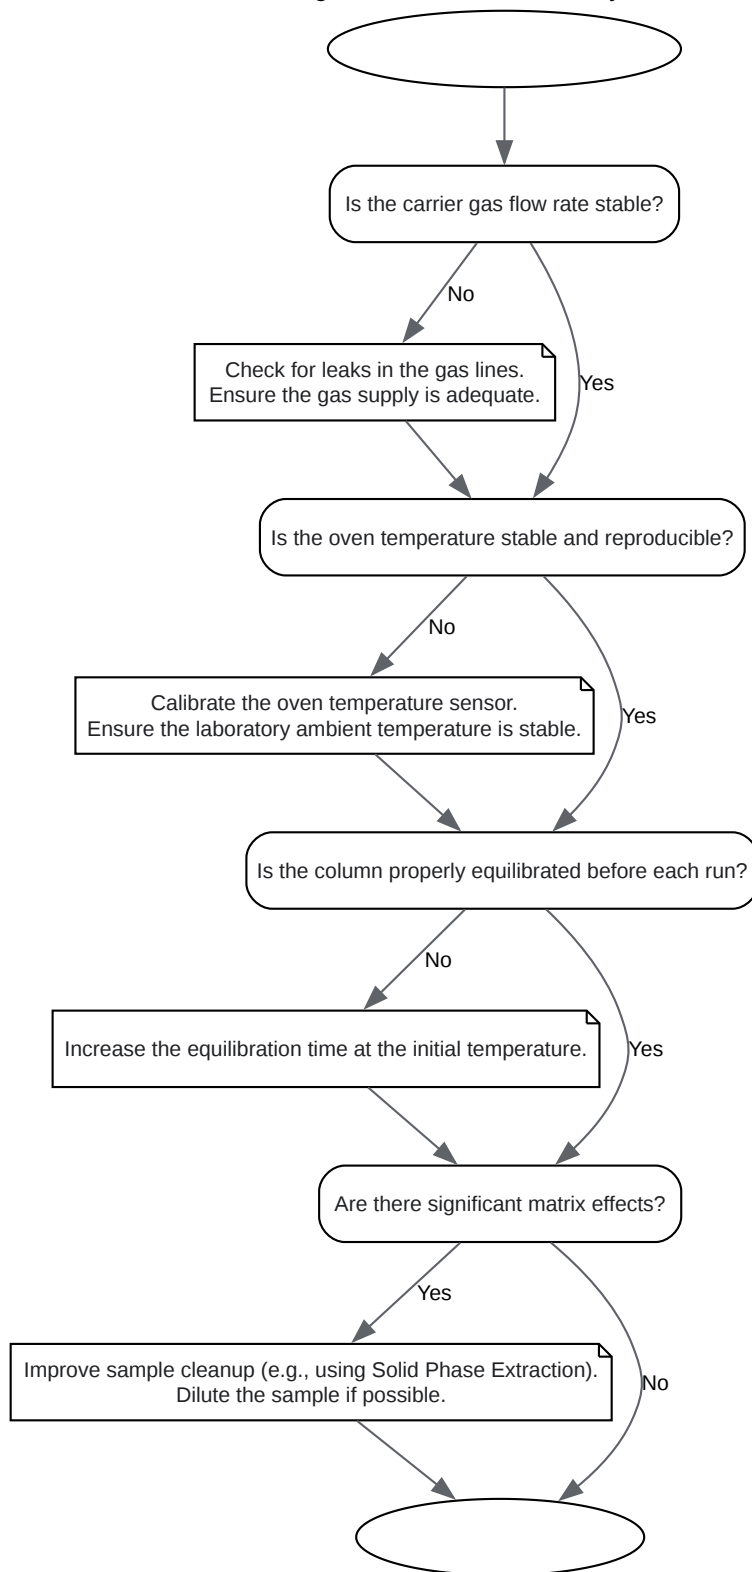 Is the carrier gas flow rate stable?
No
Check for leaks in the gas lines.
Ensure the gas supply is adequate.
Yes
Is the oven temperature stable and reproducible?
No
Calibrate the oven temperature sensor.
Ensure the laboratory ambient temperature is stable.
Yes
Is the column properly equilibrated before each run?
No
Increase the equilibration time at the initial temperature.
Yes
Are there significant matrix effects?
Yes
Improve sample cleanup (e.g., using Solid Phase Extraction).
Dilute the sample if possible.
No